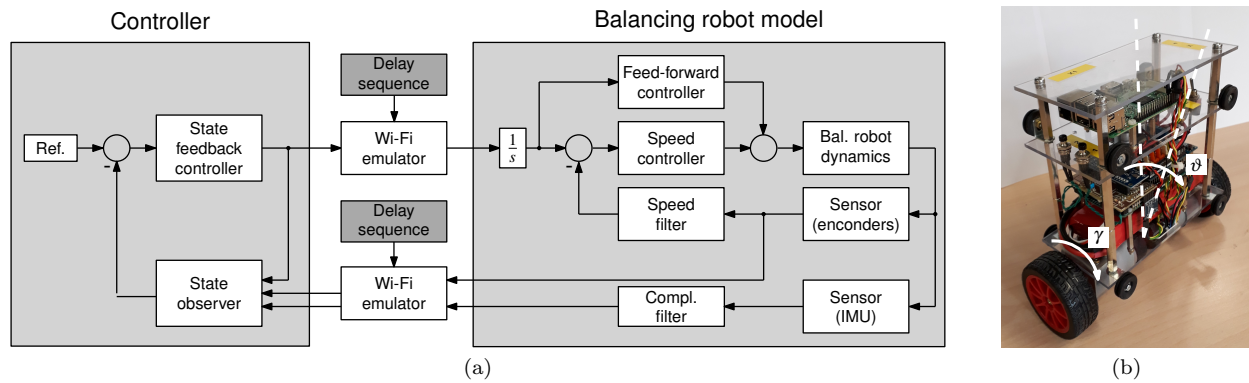 Controller
Balancing robot model
Delay
sequence
Feed-forward
controller
Ref.
-
State
feedback
controller
Wi-Fi
emulator
1
s
-
Speed
controller
Bal. robot
dynamics
Delay
sequence
Speed
filter
Sensor
(enconders)
State
observer
Wi-Fi
emulator
Compl.
filter
Sensor
(IMU)
(a)
ϑ
γ
(b)